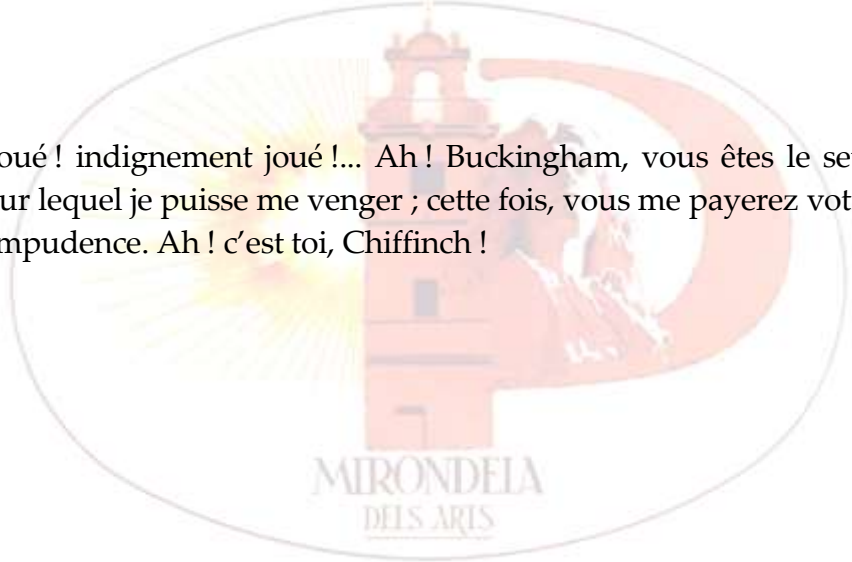 oué ! indignement joué !... Ah ! Buckingham, vous êtes le se
ur lequel je puisse me venger ; cette fois, vous me payerez vot
mpudence. Ah ! c’est toi, Chiffinch !
MIRONDELA
DELS ARTS